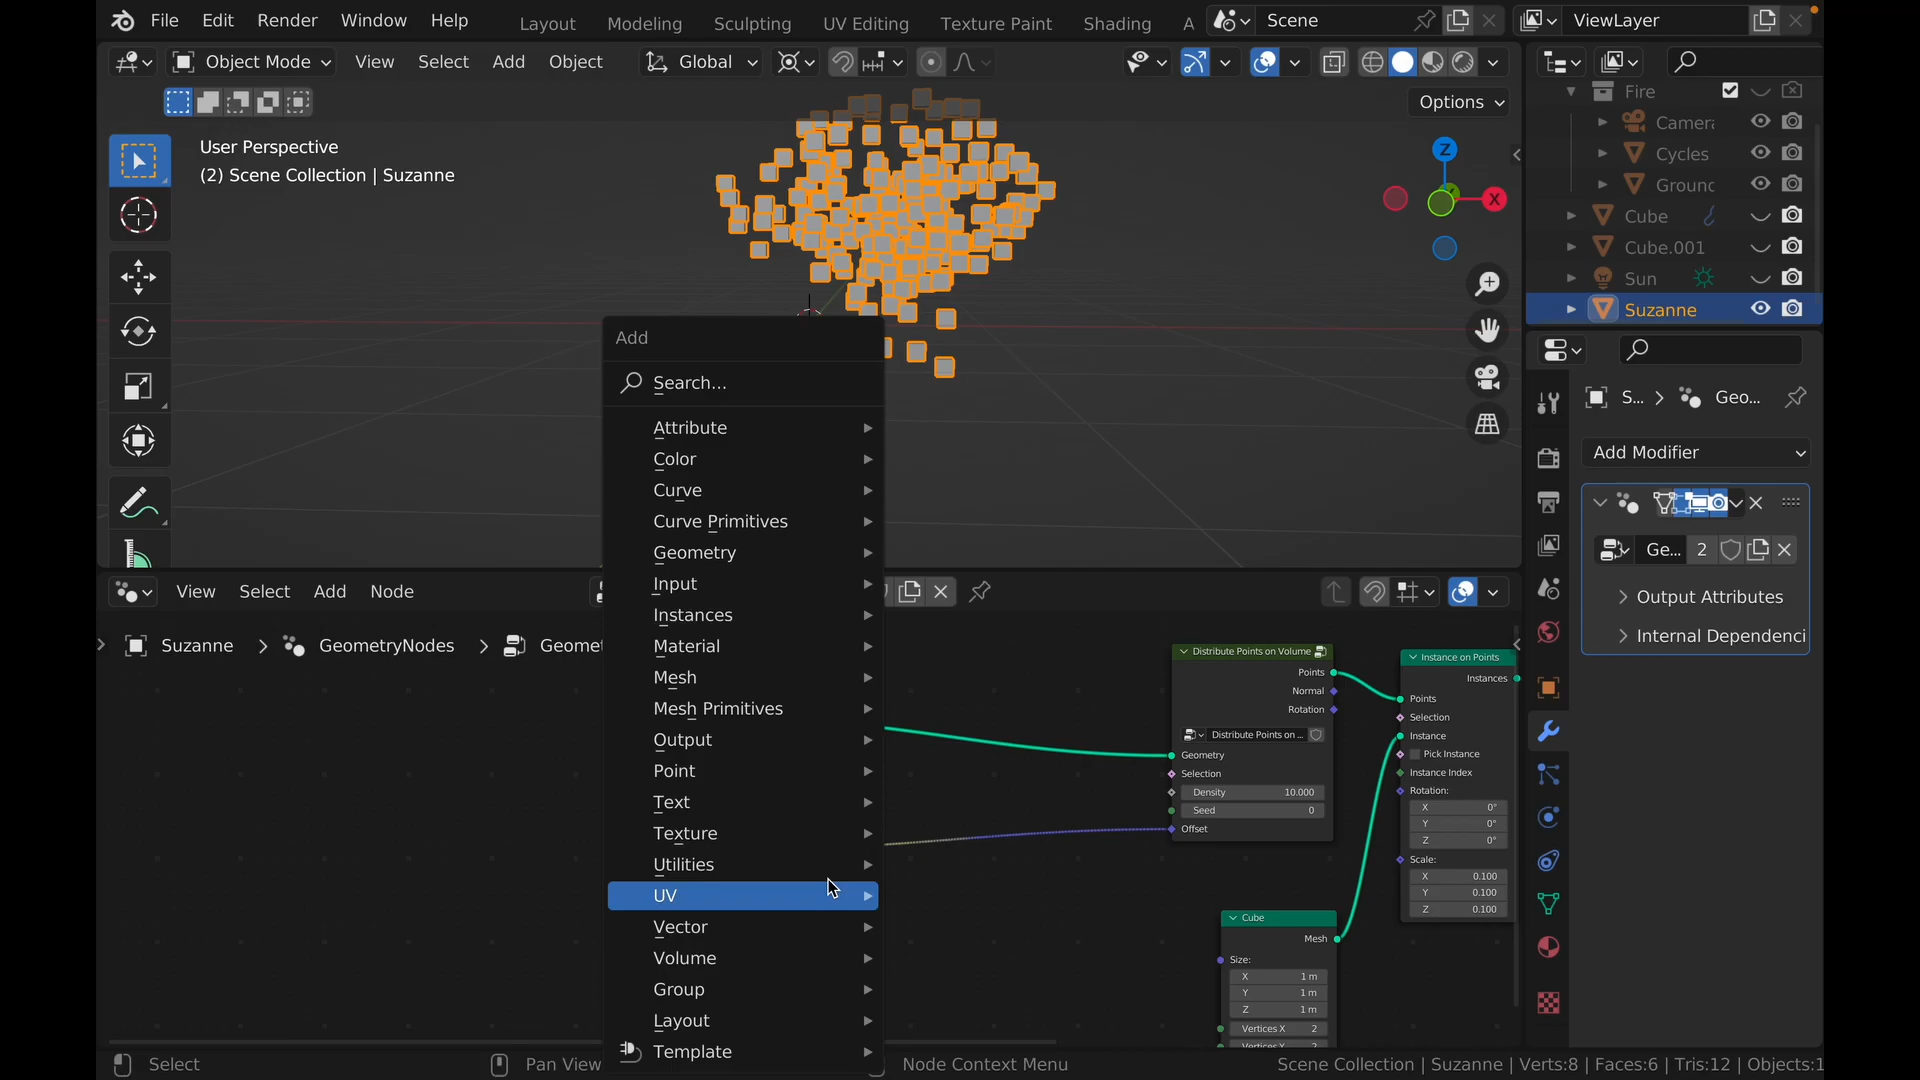 File Edit Render Window Help Layout Modeling Sculpting UV Editing Texture Paint Shading A Scene ViewLayer
Object Mode View Select Add Object Global
Options
User Perspective
(2) Scene Collection | Suzanne
Z
X
Fire
Camera
Cycles
Ground
Cube
Cube.001
Sun
Suzanne
S... > Geo...
Add Modifier
Ge... 2
Output Attributes
Internal Dependenci
Add
Search...
Attribute
Color
Curve
Curve Primitives
Geometry
Input
Instances
Material
Mesh
Mesh Primitives
Output
Point
Text
Texture
Utilities
UV
Vector
Volume
Group
Layout
Template
View Select Add Node
Suzanne > GeometryNodes > Geomet
Distribute Points on Volume
Points
Normal
Rotation
Distribute Points on ...
Geometry
Selection
Density 10.000
Seed 0
Offset
Instance on Points
Instances
Points
Selection
Instance
Pick Instance
Instance Index
Rotation:
X 0°
Y 0°
Z 0°
Scale:
X 0.100
Y 0.100
Z 0.100
Cube
Mesh
Size:
X 1 m
Y 1 m
Z 1 m
Vertices X 2
Vertices Y 2
Select Pan View Node Context Menu Scene Collection | Suzanne | Verts:8 | Faces:6 | Tris:12 | Objects:1